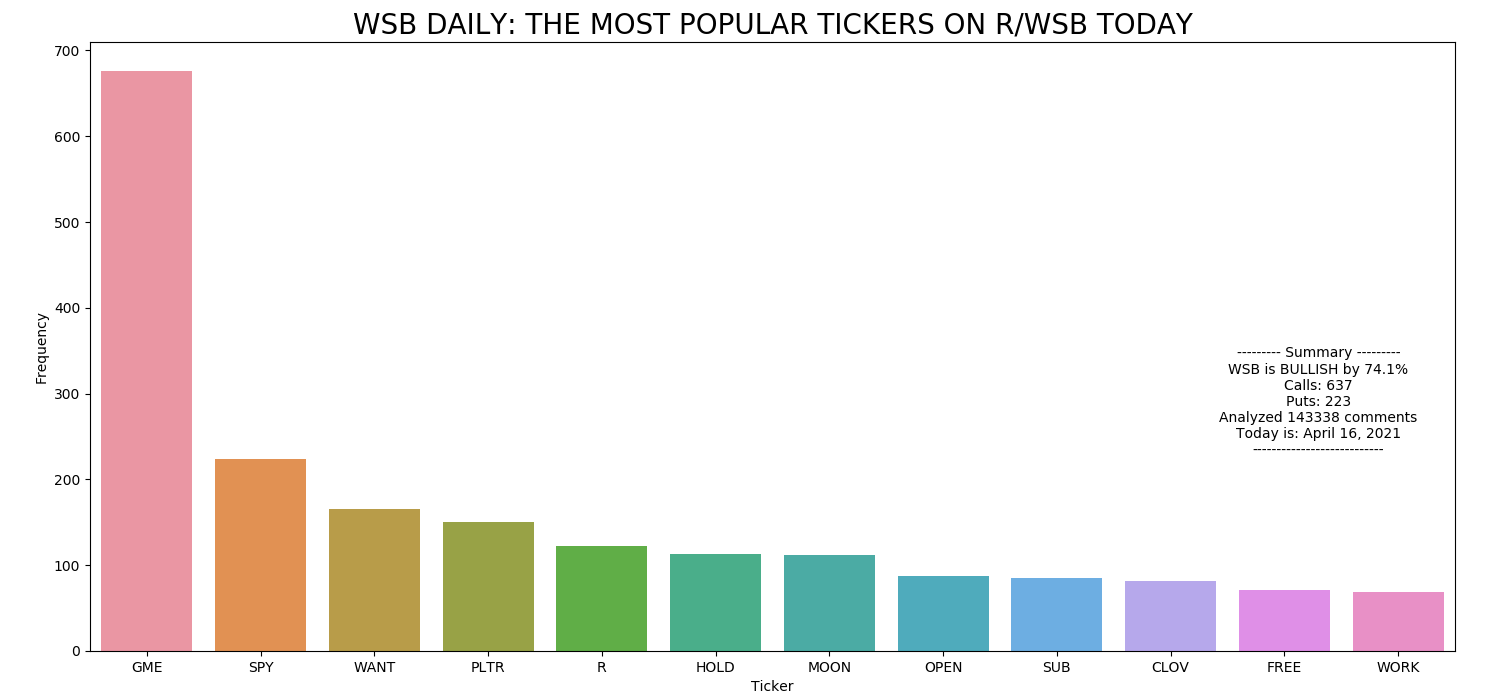 WSB DAILY: THE MOST POPULAR TICKERS ON R/WSB TODAY
700
600
500
400
300
200
100
0
Frequency
--------- Summary ---------
WSB is BULLISH by 74.1%
Calls: 637
Puts: 223
Analyzed 143338 comments
Today is: April 16, 2021
---------------------------
GME SPY WANT PLTR R HOLD MOON OPEN SUB CLOV FREE WORK
Ticker